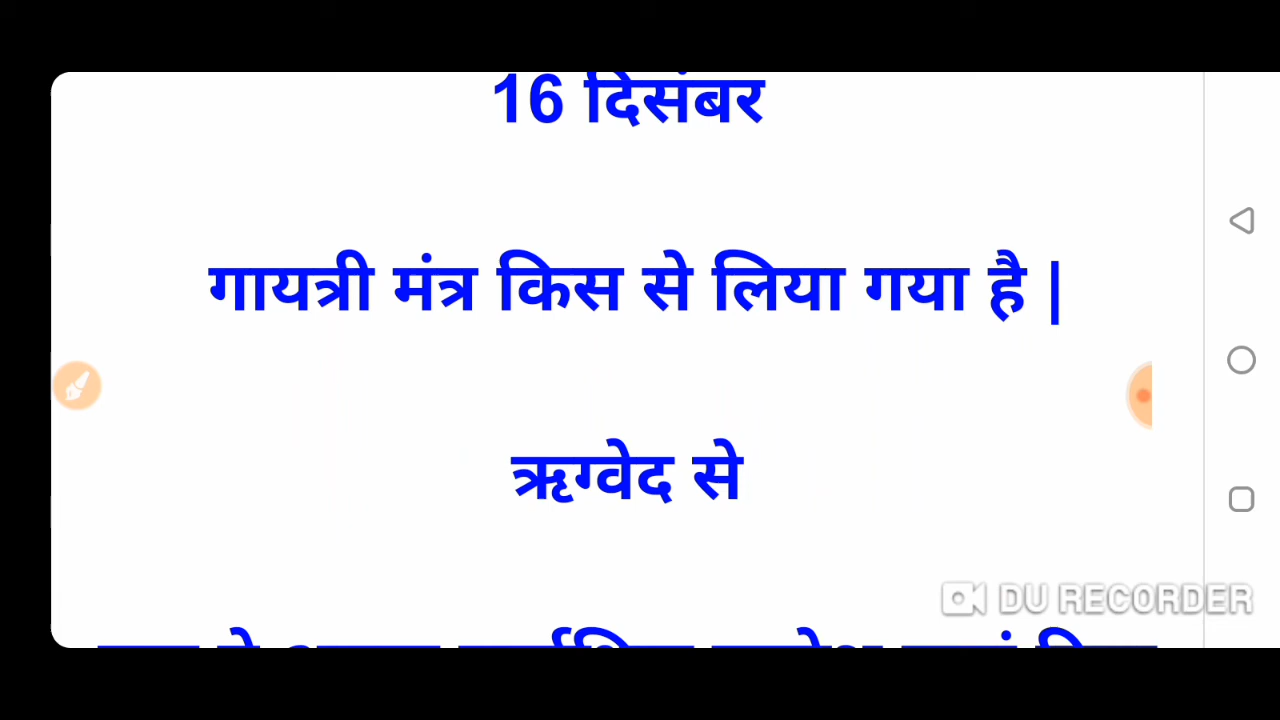 16 दिसंबर
गायत्री मंत्र किस से लिया गया है |
ऋग्वेद से
DU RECORDER